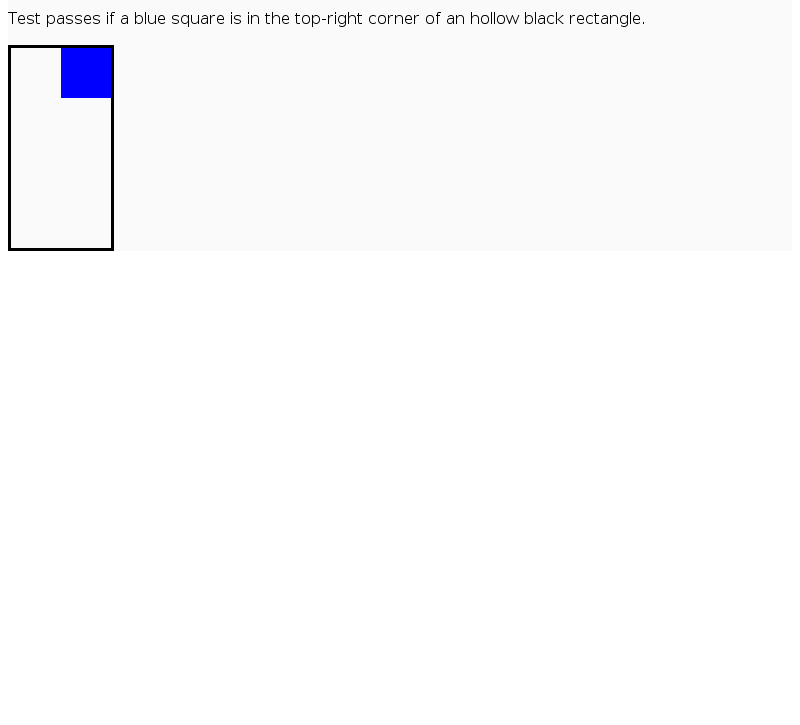 Test passes if a blue square is in the top-right corner of an hollow black rectangle.